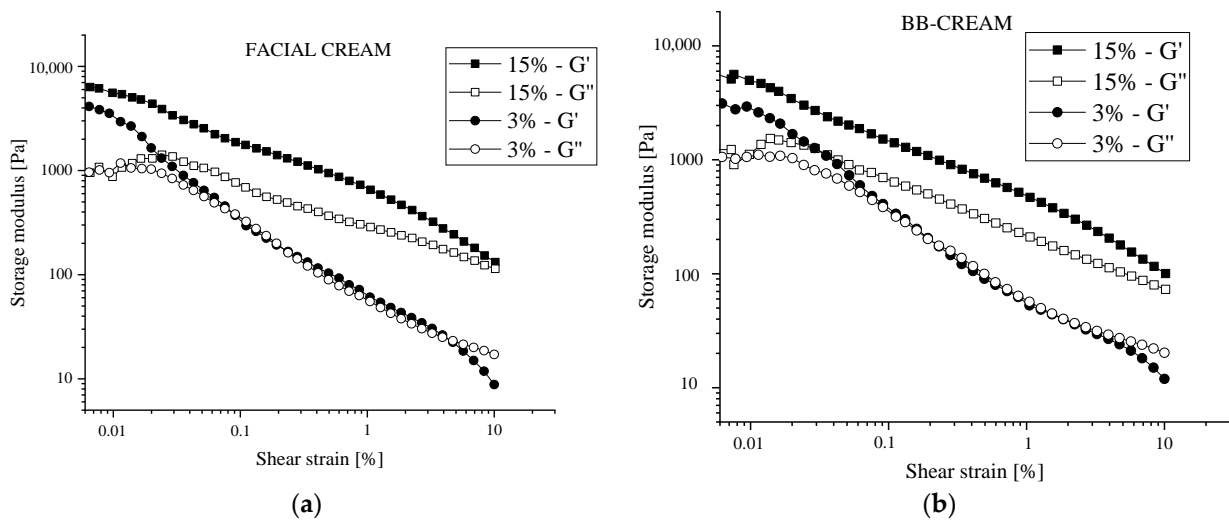 FACIAL CREAM
15% - G'
15% - G"
3% - G'
3% - G"
Storage modulus [Pa]
10,000
1000
100
10
0.01 0.1 1 10
Shear strain [%]
(a)
BB-CREAM
15% - G'
15% - G"
3% - G'
3% - G"
Storage modulus [Pa]
10,000
1000
100
10
0.01 0.1 1 10
Shear strain [%]
(b)